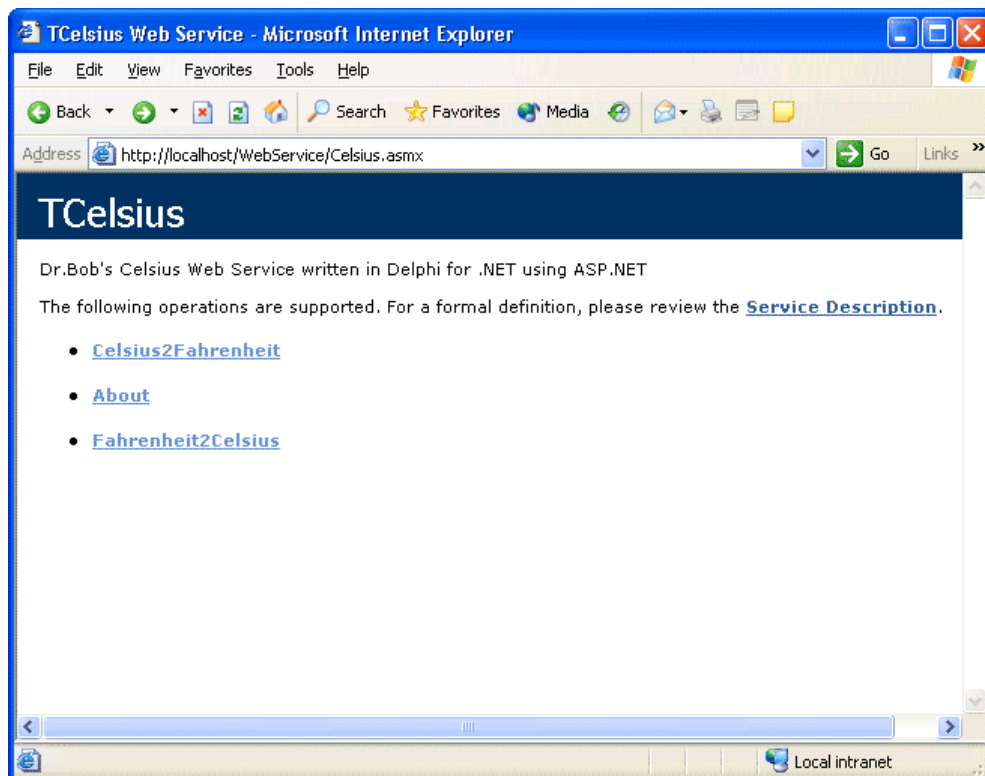 TCelsius Web Service - Microsoft Internet Explorer
File Edit View Favorites Tools Help
Back Search Favorites Media
Address http://localhost/WebService/Celsius.asmx Go Links »
TCelsius
Dr.Bob's Celsius Web Service written in Delphi for .NET using ASP.NET
The following operations are supported. For a formal definition, please review the Service Description.
• Celsius2Fahrenheit
• About
• Fahrenheit2Celsius
Local intranet